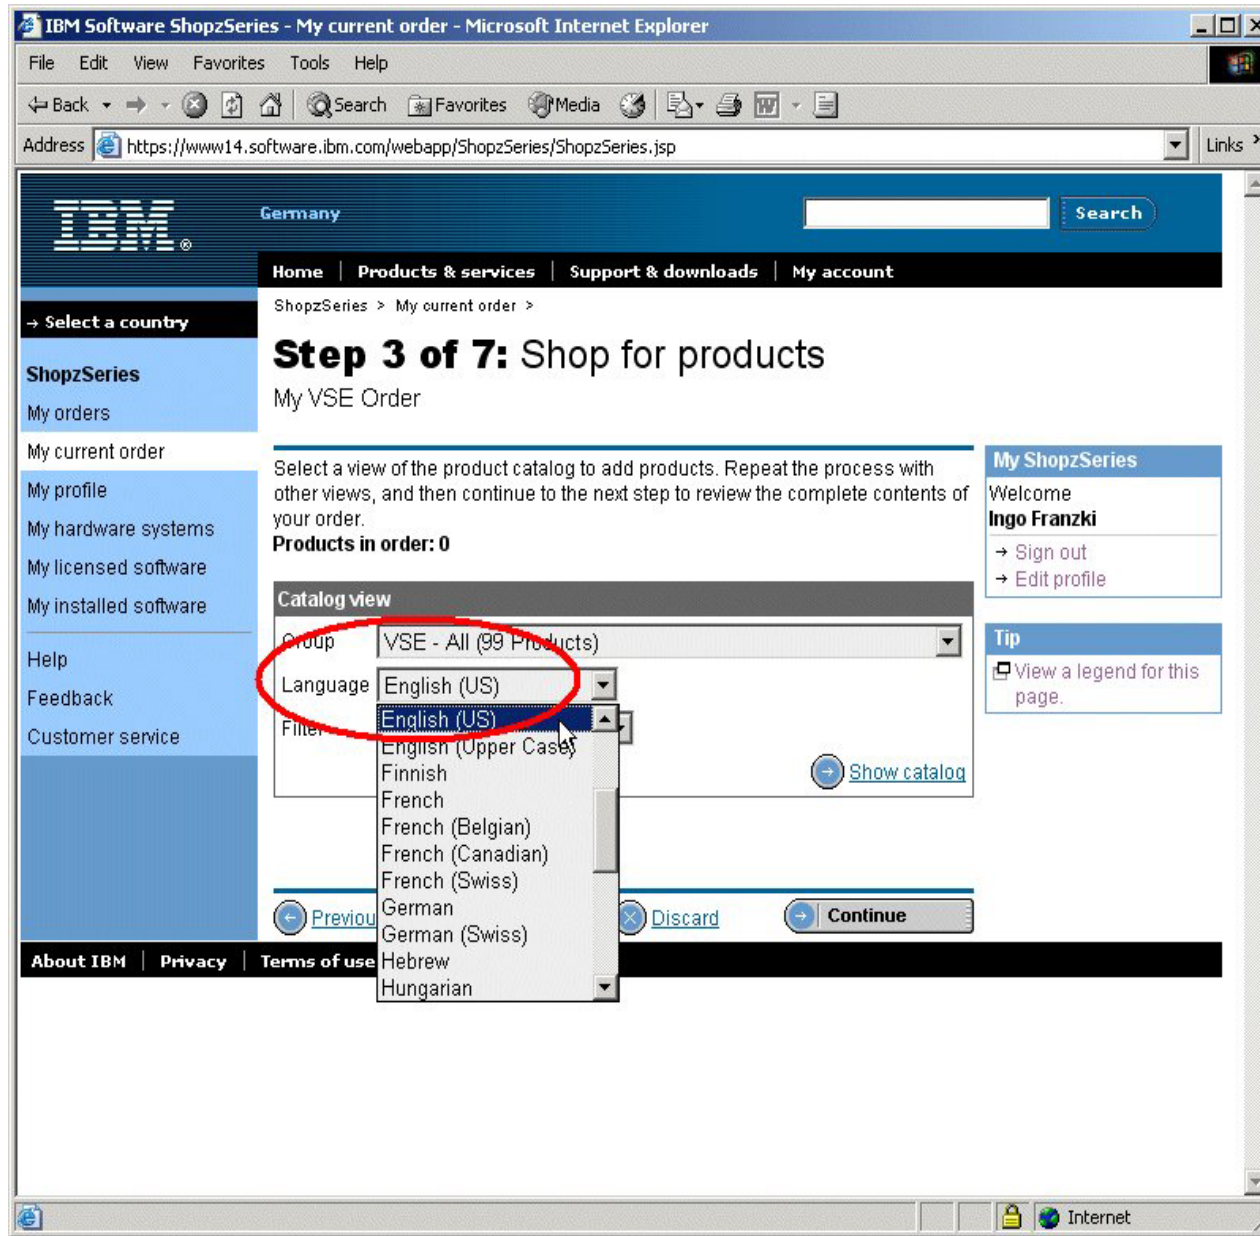 IBM Software ShopzSeries - My current order - Microsoft Internet Explorer
File Edit View Favorites Tools Help
Back Search Favorites Media
Address https://www14.software.ibm.com/webapp/ShopzSeries/ShopzSeries.jsp Links
IBM®
Germany
Search
Home | Products & services | Support & downloads | My account
→ Select a country
ShopzSeries
My orders
My current order
My profile
My hardware systems
My licensed software
My installed software
Help
Feedback
Customer service
ShopzSeries > My current order >
Step 3 of 7: Shop for products
My VSE Order
Select a view of the product catalog to add products. Repeat the process with
other views, and then continue to the next step to review the complete contents of
your order.
Products in order: 0
Catalog view
Group VSE - All (99 Products)
Language English (US)
Filter
English (US)
English (Upper Case)
Finnish
French
French (Belgian)
French (Canadian)
French (Swiss)
German
German (Swiss)
Hebrew
Hungarian
Show catalog
Previou
Discard
Continue
My ShopzSeries
Welcome
Ingo Franzki
→ Sign out
→ Edit profile
Tip
View a legend for this
page.
About IBM | Privacy | Terms of use
Internet